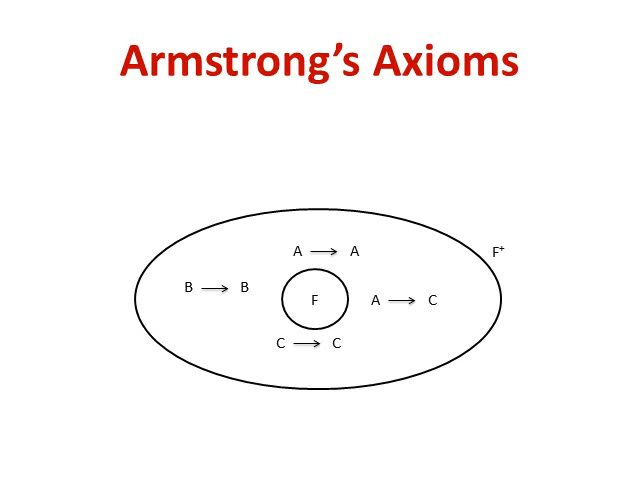 Armstrong’s Axioms
A → A
F⁺
B → B
F
A → C
C → C